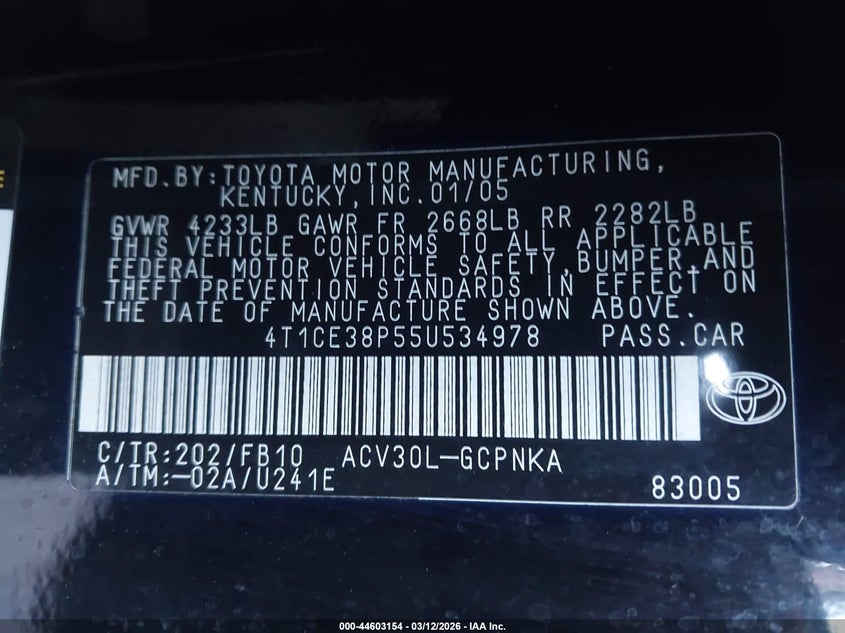 E
MFD.BY:TOYOTA MOTOR MANUFACTURING,
KENTUCKY,INC.01/05
GVWR 4233LB GAWR FR 2668LB RR 2282LB
THIS VEHICLE CONFORMS TO ALL APPLICABLE
FEDERAL MOTOR VEHICLE SAFETY,BUMPER,AND
THEFT PREVENTION STANDARDS IN EFFECT ON
THE DATE OF MANUFACTURE SHOWN ABOVE.
4T1CE38P55U534978 PASS.CAR
C/TR:202/FB10 ACV30L-GCPNKA
A/TM:-02A/U241E
83005
000-44603154 - 03/12/2026 - IAA Inc.